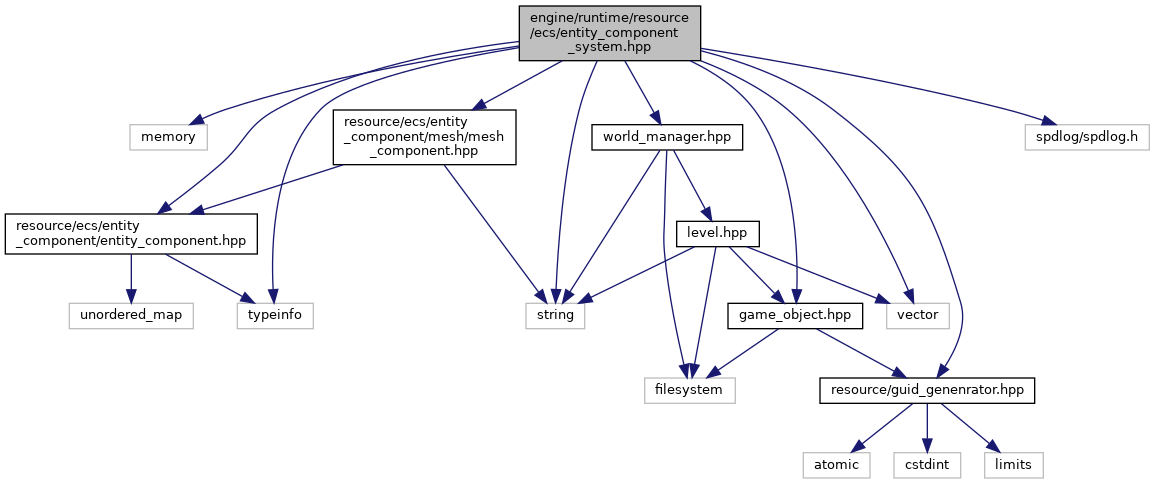 engine/runtime/resource
/ecs/entity_component
_system.hpp
memory
resource/ecs/entity
_component/mesh/mesh
_component.hpp
world_manager.hpp
spdlog/spdlog.h
resource/ecs/entity
_component/entity_component.hpp
level.hpp
unordered_map
typeinfo
string
game_object.hpp
vector
filesystem
resource/guid_genenrator.hpp
atomic
cstdint
limits